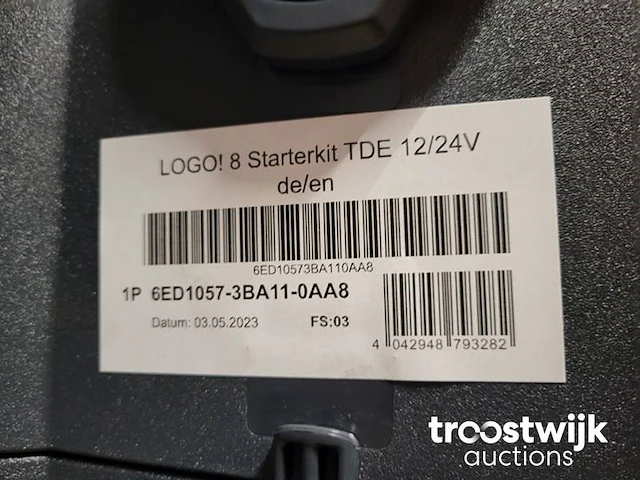 LOGO! 8 Starterkit TDE 12/24V
de/en
6ED10573BA110AA8
1P 6ED1057-3BA11-0AA8
Datum: 03.05.2023 FS:03
4 042948 793282
troostwijk
auctions